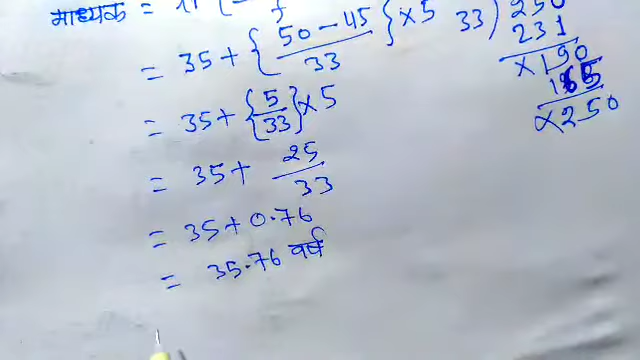 माध्यक =
= 35 + { 50 - 45 / 33 } × 5
= 35 + { 5 / 33 } × 5
= 35 + 25 / 33
= 35 + 0.76
= 35.76 वर्ष
33 ) 250
231
× 190
165
× 250